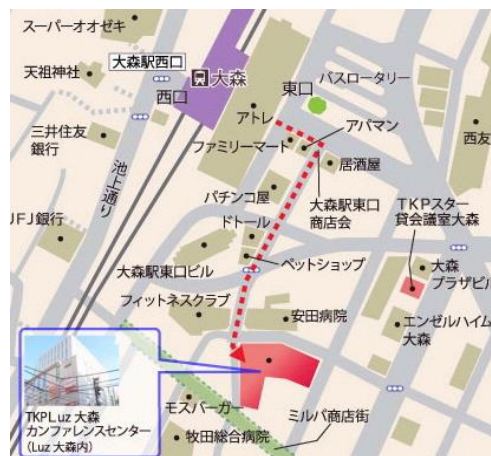 スーパーオオゼキ
天祖神社
大森駅西口
大森
西口
東口
バスロータリー
三井住友
銀行
アトレ
アパマン
ファミリーマート
居酒屋
西友
池上通り
パチンコ屋
大森駅東口
商店会
TKPスター
貸会議室大森
UFJ銀行
ドトール
大森駅東口ビル
ペットショップ
大森
プラザビル
フィットネスクラブ
安田病院
エンゼルハイム
大森
TKPLuz 大森
カンファレンスセンター
(Luz 大森内)
モスバーガー
ミルパ商店街
牧田総合病院